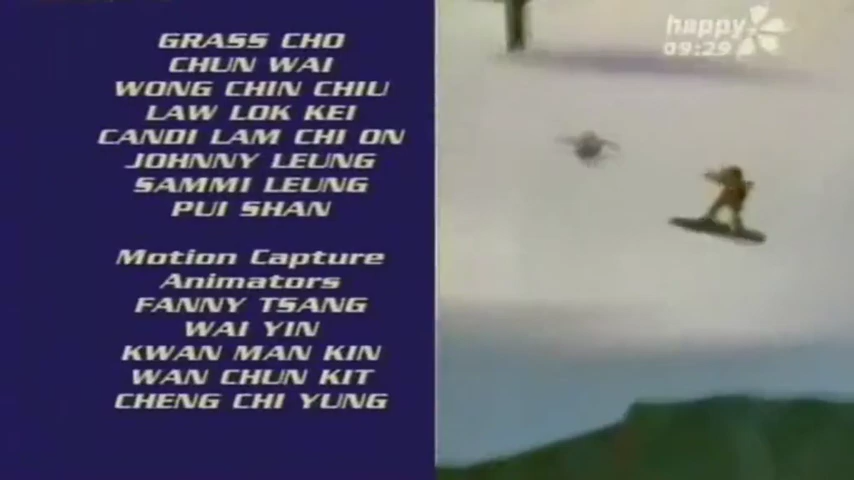 GRASS CHO
CHUN WAI
WONG CHIN CHIU
LAW LOK KEI
CANDI LAM CHI ON
JOHNNY LEUNG
SAMMI LEUNG
PUI SHAN
Motion Capture
Animators
FANNY TSANG
WAI YIN
KWAN MAN KIN
WAN CHUN KIT
CHENG CHI YUNG
happy
09:29